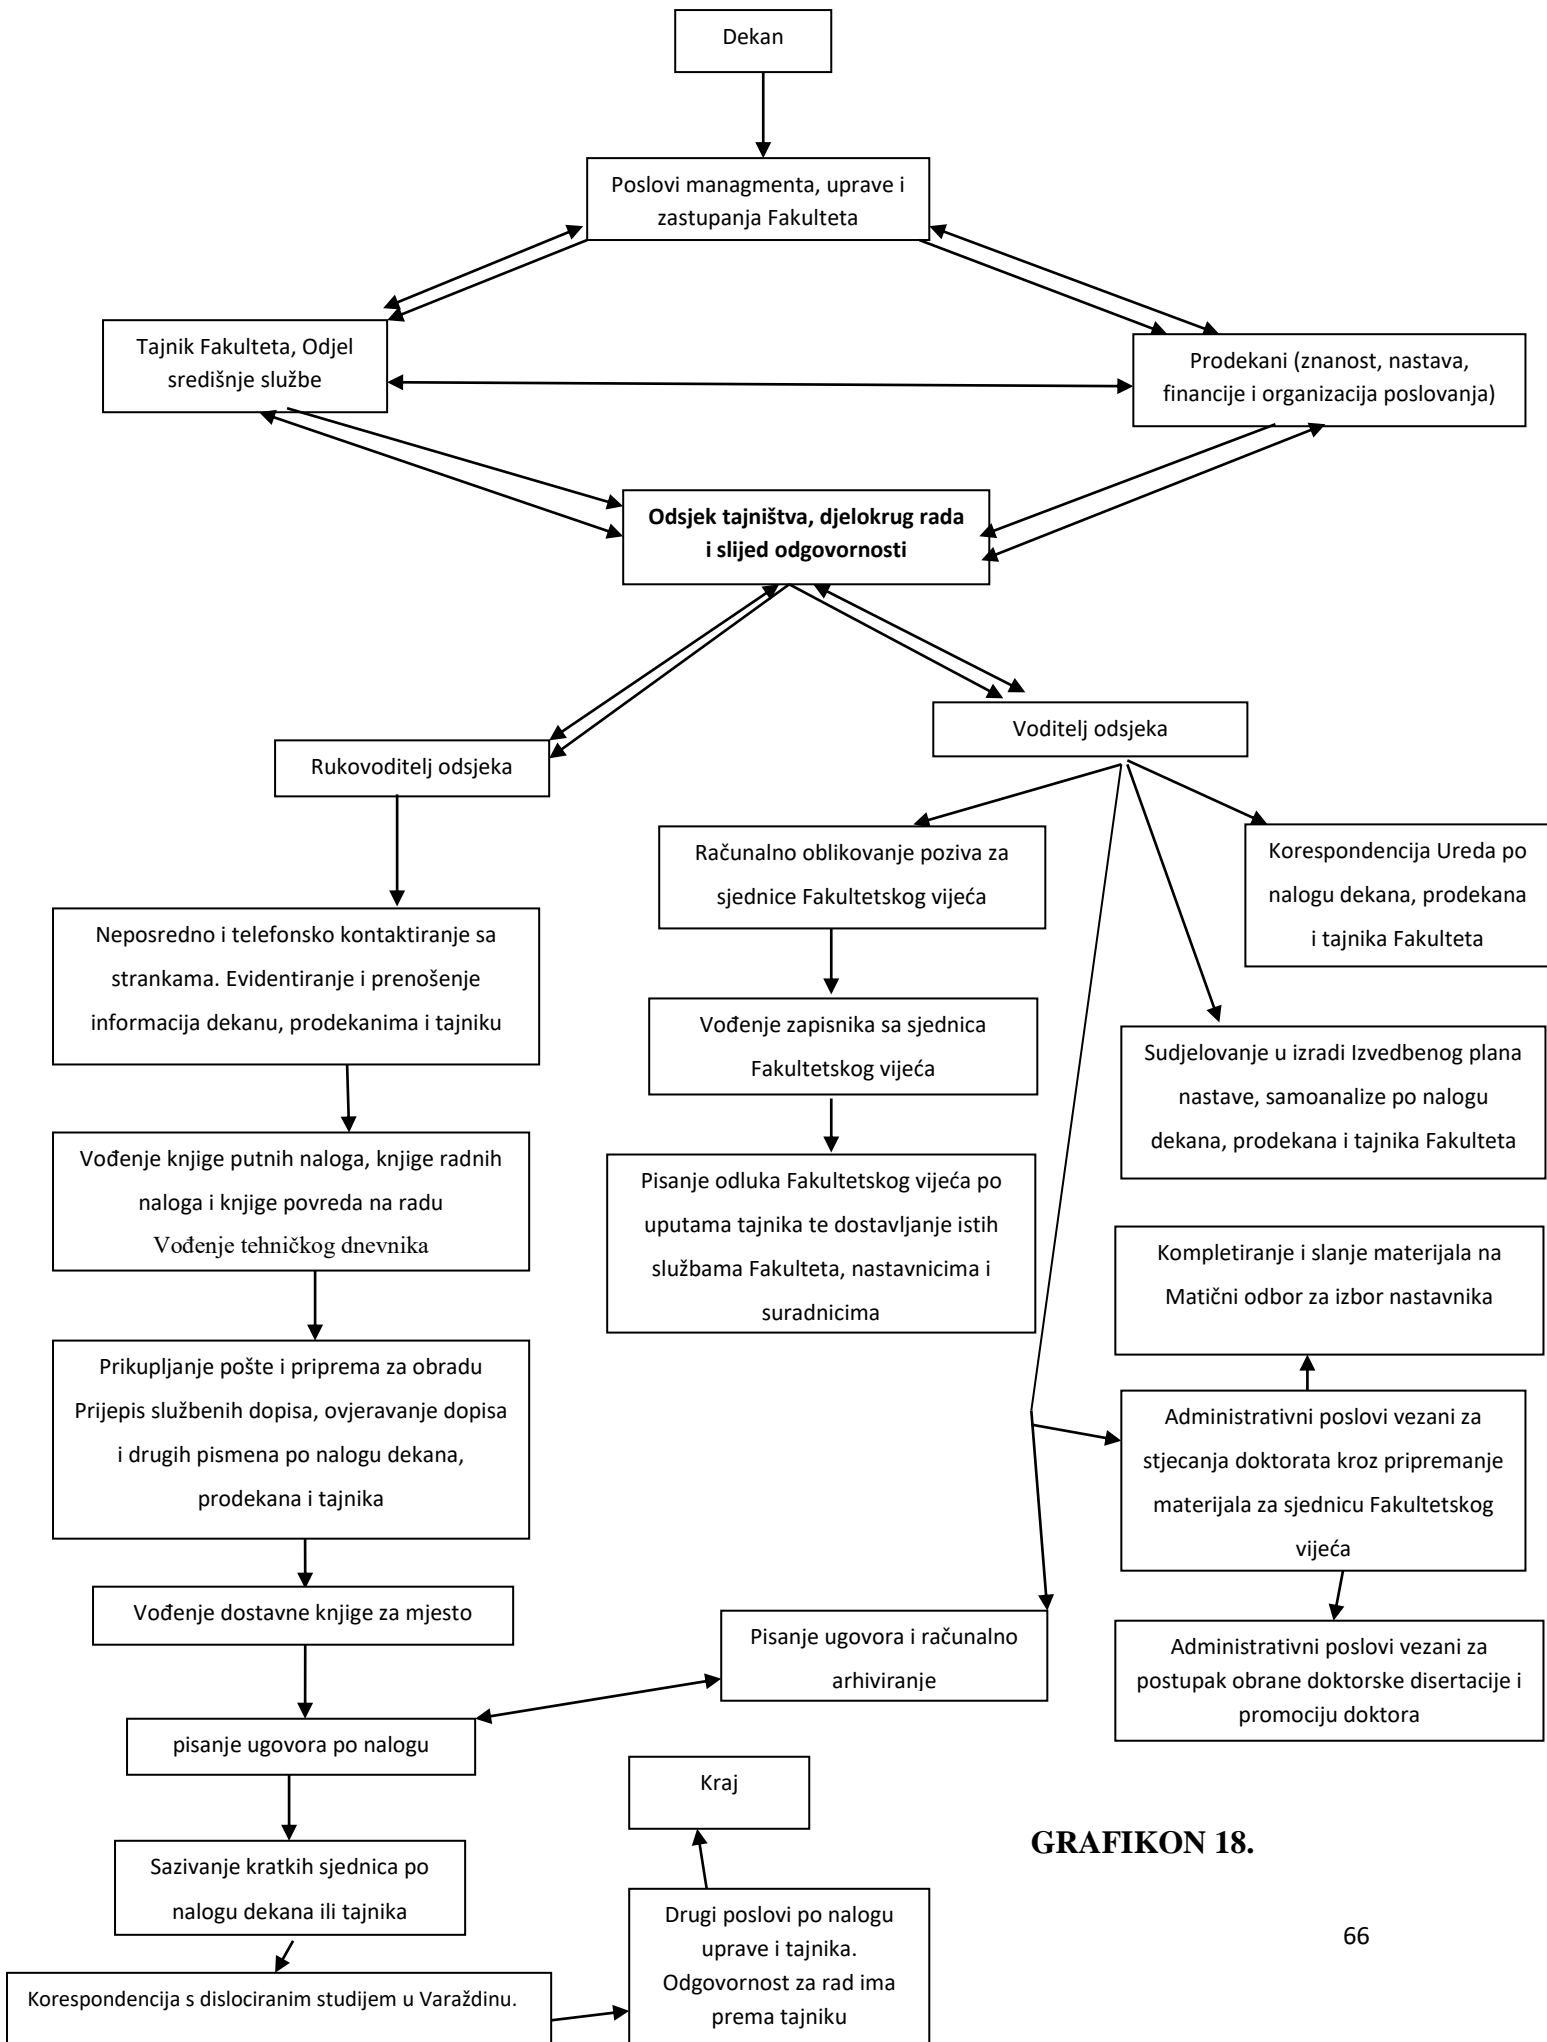 Dekan
Poslovi managmenta, uprave i
zastupanja Fakulteta
Tajnik Fakulteta, Odjel
središnje službe
Prodekani (znanost, nastava,
financije i organizacija poslovanja)
Odsjek tajništva, djelokrug rada
i slijed odgovornosti
Rukovoditelj odsjeka
Voditelj odsjeka
Neposredno i telefonsko kontaktiranje sa
strankama. Evidentiranje i prenošenje
informacija dekanu, prodekanima i tajniku
Vođenje knjige putnih naloga, knjige radnih
naloga i knjige povreda na radu
Vođenje tehničkog dnevnika
Prikupljanje pošte i priprema za obradu
Prijepis službenih dopisa, ovjeravanje dopisa
i drugih pismena po nalogu dekana,
prodekana i tajnika
Vođenje dostavne knjige za mjesto
pisanje ugovora po nalogu
Sazivanje kratkih sjednica po
nalogu dekana ili tajnika
Korespondencija s dislociranim studijem u Varaždinu.
Računalno oblikovanje poziva za
sjednice Fakultetskog vijeća
Vođenje zapisnika sa sjednica
Fakultetskog vijeća
Pisanje odluka Fakultetskog vijeća po
uputama tajnika te dostavljanje istih
službama Fakulteta, nastavnicima i
suradnicima
Pisanje ugovora i računalno
arhiviranje
Kraj
Drugi poslovi po nalogu
uprave i tajnika.
Odgovornost za rad ima
prema tajniku
Korespondencija Ureda po
nalogu dekana, prodekana
i tajnika Fakulteta
Sudjelovanje u izradi Izvedbenog plana
nastave, samoanalize po nalogu
dekana, prodekana i tajnika Fakulteta
Kompletiranje i slanje materijala na
Matični odbor za izbor nastavnika
Administrativni poslovi vezani za
stjecanja doktorata kroz pripremanje
materijala za sjednicu Fakultetskog
vijeća
Administrativni poslovi vezani za
postupak obrane doktorske disertacije i
promociju doktora
GRAFIKON 18.
66